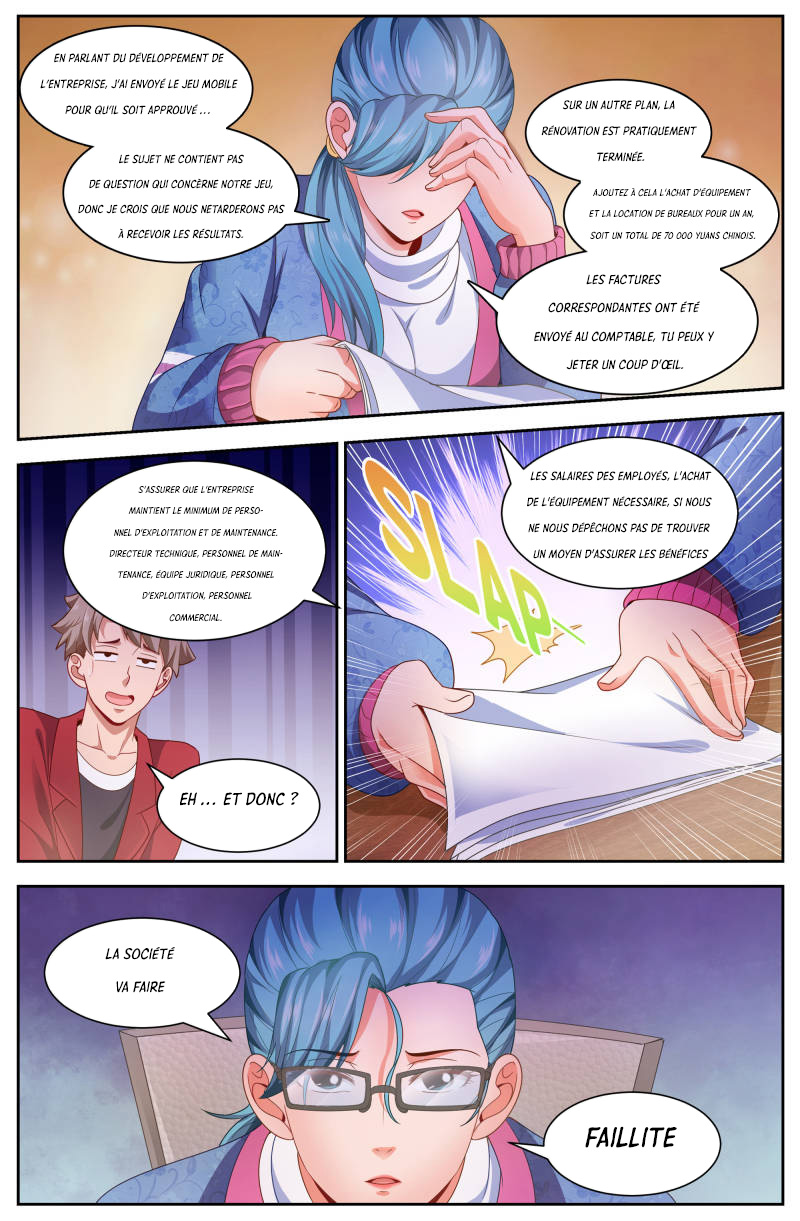 EN PARLANT DU DÉVELOPPEMENT DE
L'ENTREPRISE, J'AI ENVOYÉ LE JEU MOBILE
POUR QU'IL SOIT APPROUVÉ ...
LE SUJET NE CONTIENT PAS
DE QUESTION QUI CONCÈRNE NOTRE JEU,
DONC JE CROIS QUE NOUS NETARDERONS PAS
À RECEVOIR LES RÉSULTATS.
SUR UN AUTRE PLAN, LA
RÉNOVATION EST PRATIQUEMENT
TERMINÉE.
AJOUTEZ À CELA L'ACHAT D'ÉQUIPEMENT
ET LA LOCATION DE BUREAUX POUR UN AN,
SOIT UN TOTAL DE 70 000 YUANS CHINOIS.
LES FACTURES
CORRESPONDANTES ONT ÉTÉ
ENVOYÉ AU COMPTABLE, TU PEUX Y
JETER UN COUP D'ŒIL.
S'ASSURER QUE L'ENTREPRISE
MAINTIENT LE MINIMUM DE PERSO-
NNEL D'EXPLOITATION ET DE MAINTENANCE.
DIRECTEUR TECHNIQUE, PERSONNEL DE MAIN-
TENANCE, ÉQUIPE JURIDIQUE, PERSONNEL
D'EXPLOITATION, PERSONNEL
COMMERCIAL.
EH ... ET DONC ?
SLAP
LES SALAIRES DES EMPLOYÉS, L'ACHAT
DE L'ÉQUIPEMENT NÉCESSAIRE, SI NOUS
NE NOUS DÉPÊCHONS PAS DE TROUVER
UN MOYEN D'ASSURER LES BÉNÉFICES
LA SOCIÉTÉ
VA FAIRE
FAILLITE